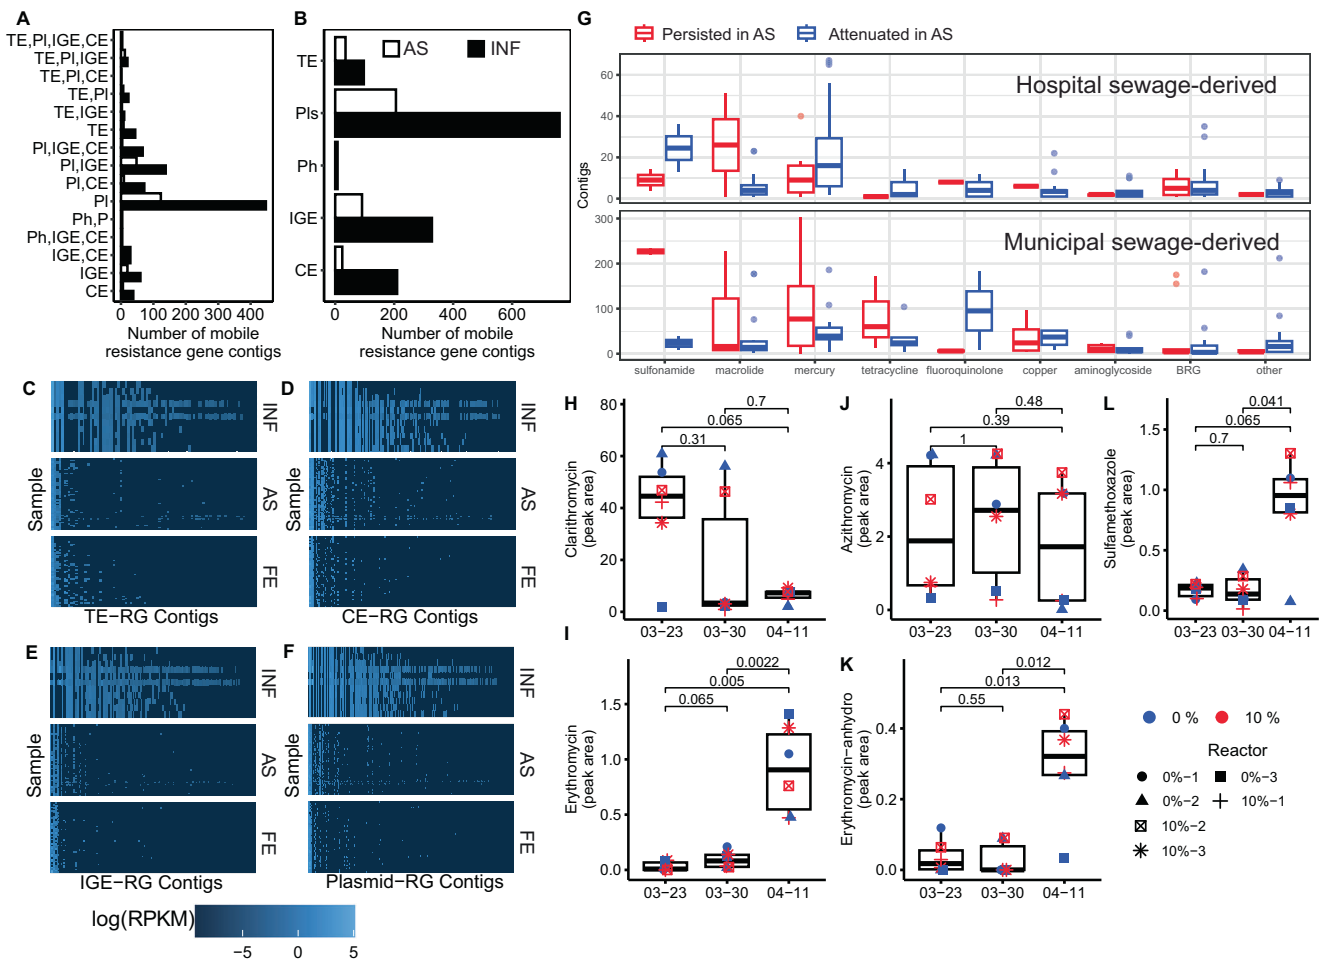 A
TE,PI,IGE,CE
TE,PI,IGE
TE,PI,CE
TE,PI
TE,IGE
TE
PI,IGE,CE
PI,IGE
PI,CE
PI
Ph,P
Ph,IGE,CE
IGE,CE
IGE
CE
0 100 200 300 400
Number of mobile
resistance gene contigs
B
AS INF
TE
Pls
Ph
IGE
CE
0 200 400 600
Number of mobile
resistance gene contigs
G
Persisted in AS Attenuated in AS
Hospital sewage-derived
60
40
20
0
Contigs
Municipal sewage-derived
300
200
100
0
sulfonamide macrolide mercury tetracycline fluoroquinolone copper aminoglycoside BRG other
C
INF
AS
FE
Sample
TE−RG Contigs
D
INF
AS
FE
CE−RG Contigs
E
INF
AS
FE
Sample
IGE−RG Contigs
F
INF
AS
FE
Sample
Plasmid−RG Contigs
log(RPKM)
−5 0 5
H
80
60
40
20
0
Clarithromycin
(peak area)
0.7
0.065
0.31
03−23 03−30 04−11
J
4
2
0
Azithromycin
(peak area)
0.48
0.39
1
03−23 03−30 04−11
L
1.5
1.0
0.5
0.0
Sulfamethoxazole
(peak area)
0.041
0.065
0.7
03−23 03−30 04−11
I
1.5
1.0
0.5
0.0
Erythromycin
(peak area)
0.0022
0.005
0.065
03−23 03−30 04−11
K
0.4
0.2
0.0
Erythromycin−anhydro
(peak area)
0.012
0.013
0.55
03−23 03−30 04−11
0 % 10 %
Reactor
0%−1 0%−3
0%−2 10%−1
10%−2
10%−3